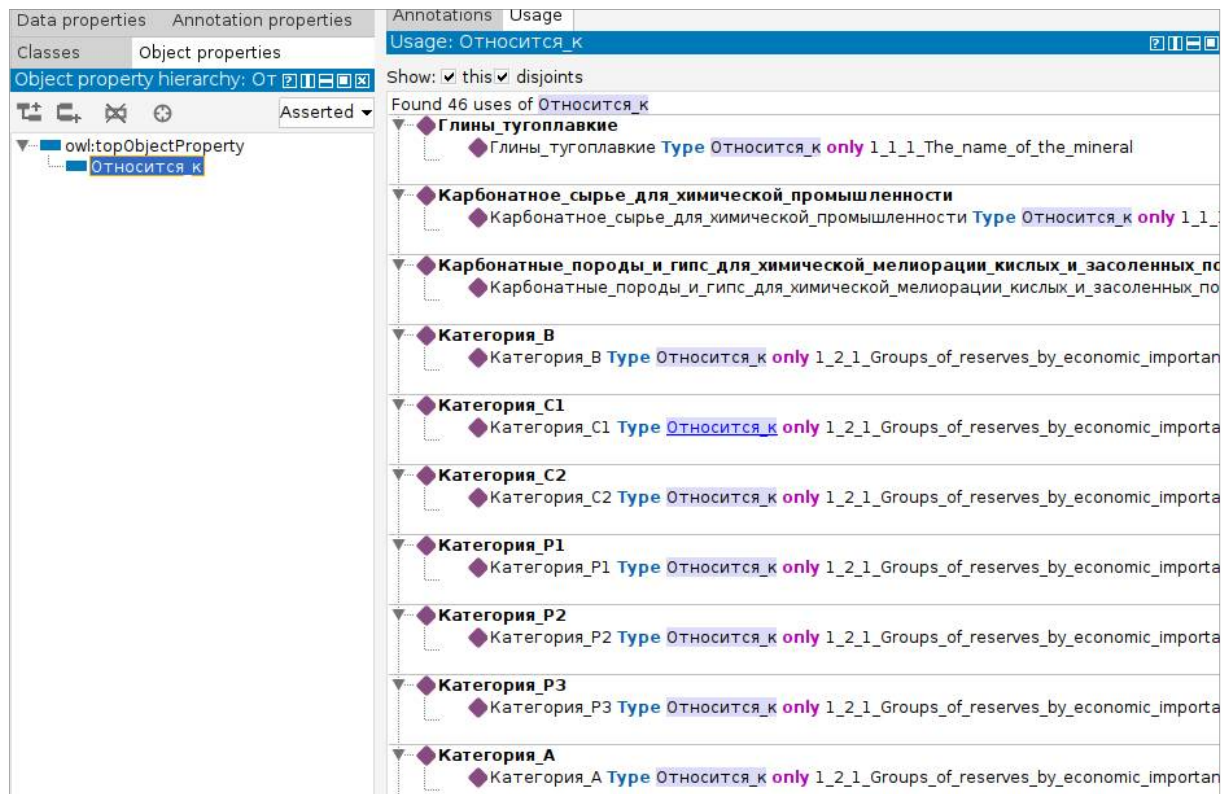 Data properties Annotation properties
Classes Object properties
Object property hierarchy: От
Asserted
owl:topObjectProperty
Относится_к
Annotations Usage
Usage: Относится_к
Show: this disjoints
Found 46 uses of Относится_к
Глины_тугоплавкие
Глины_тугоплавкие Type Относится_к only 1_1_1_The_name_of_the_mineral
Карбонатное_сырье_для_химической_промышленности
Карбонатное_сырье_для_химической_промышленности Type Относится_к only 1_1_
Карбонатные_породы_и_гипс_для_химической_мелиорации_кислых_и_засоленных_по
Карбонатные_породы_и_гипс_для_химической_мелиорации_кислых_и_засоленных_по
Категория_B
Категория_B Type Относится_к only 1_2_1_Groups_of_reserves_by_economic_importan
Категория_C1
Категория_C1 Type Относится_к only 1_2_1_Groups_of_reserves_by_economic_importa
Категория_C2
Категория_C2 Type Относится_к only 1_2_1_Groups_of_reserves_by_economic_importa
Категория_P1
Категория_P1 Type Относится_к only 1_2_1_Groups_of_reserves_by_economic_importa
Категория_P2
Категория_P2 Type Относится_к only 1_2_1_Groups_of_reserves_by_economic_importa
Категория_P3
Категория_P3 Type Относится_к only 1_2_1_Groups_of_reserves_by_economic_importa
Категория_А
Категория_А Type Относится_к only 1_2_1_Groups_of_reserves_by_economic_importan